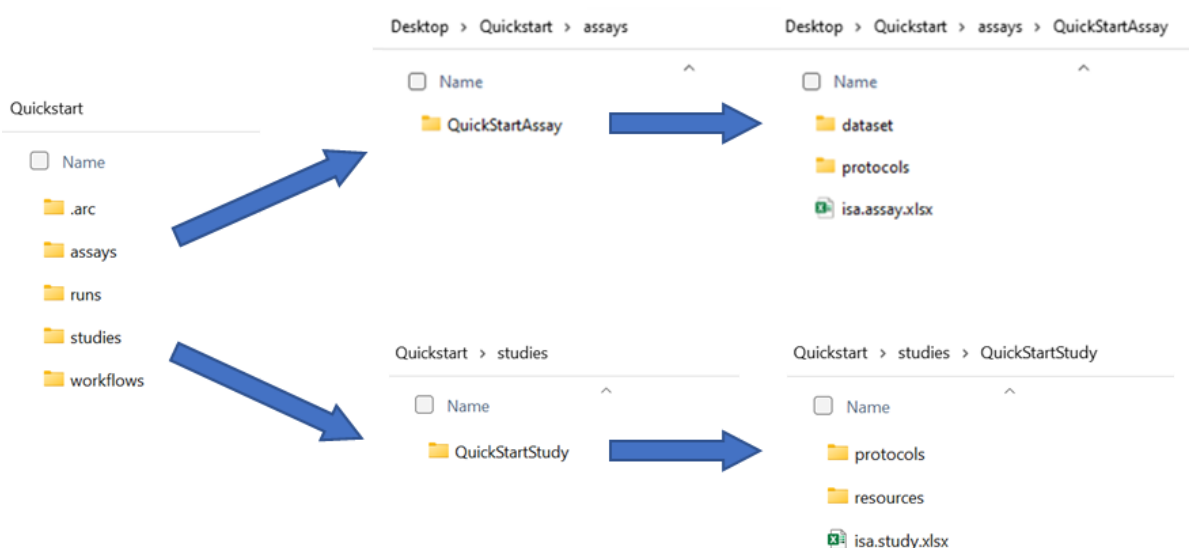 Quickstart
Name
.arc
assays
runs
studies
workflows
Desktop > Quickstart > assays
Name
QuickStartAssay
Desktop > Quickstart > assays > QuickStartAssay
Name
dataset
protocols
isa.assay.xlsx
Quickstart > studies
Name
QuickStartStudy
Quickstart > studies > QuickStartStudy
Name
protocols
resources
isa.study.xlsx